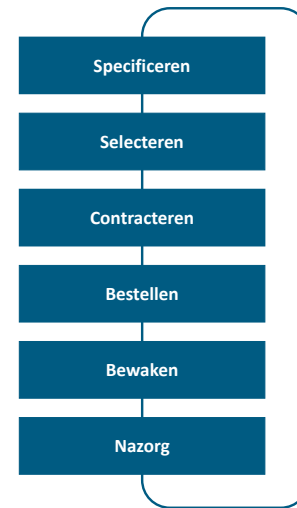 Specificeren
Selecteren
Contracteren
Bestellen
Bewaken
Nazorg